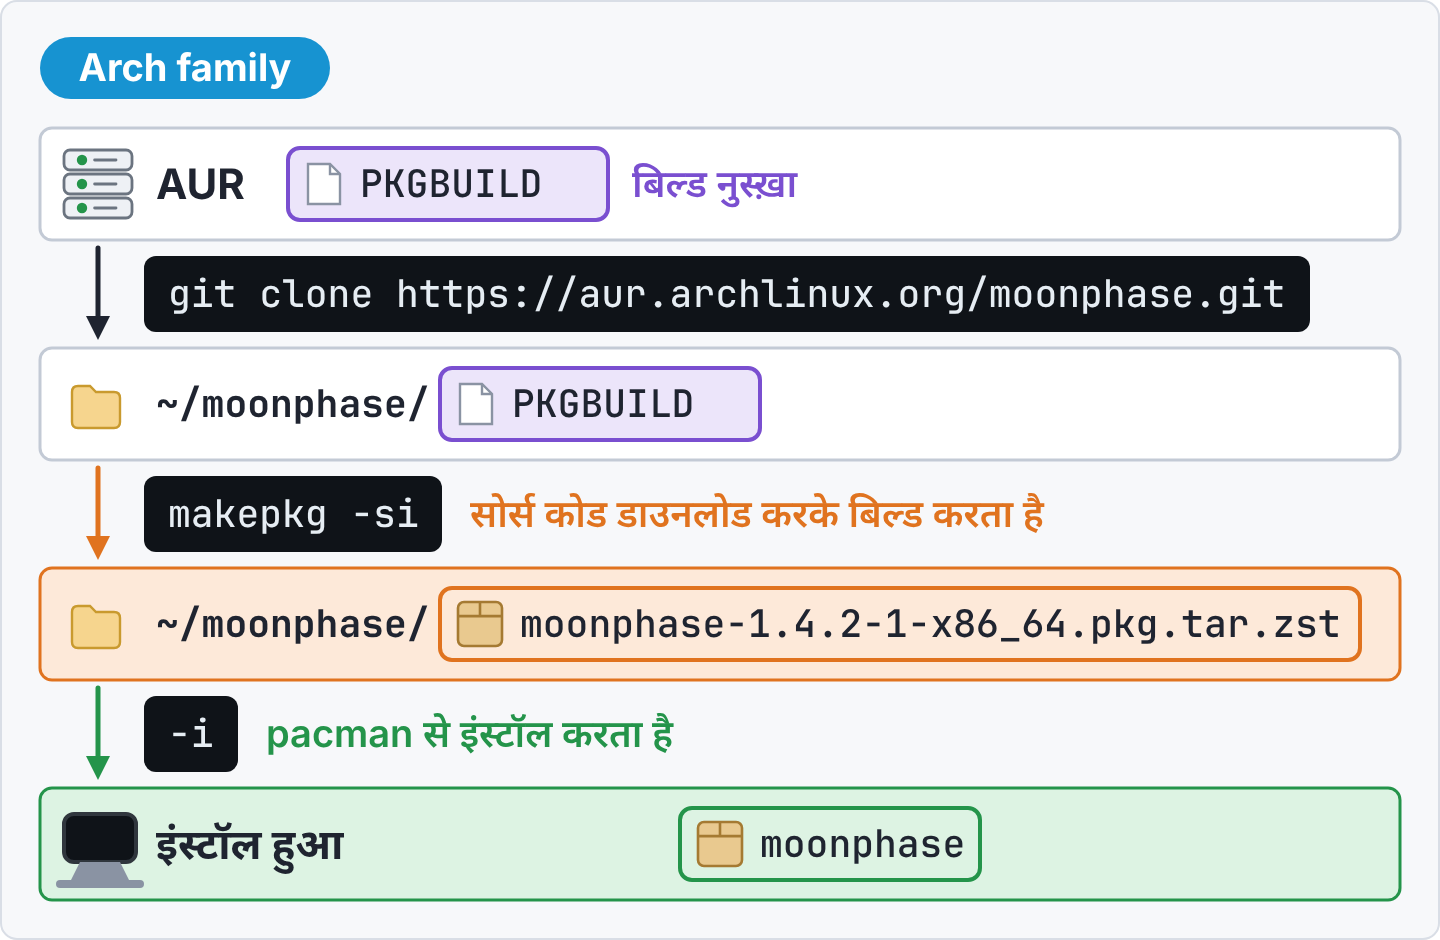 Arch family
AUR PKGBUILD बिल्ड नुस्ख़ा
git clone https://aur.archlinux.org/moonphase.git
~/moonphase/ PKGBUILD
makepkg -si सोर्स कोड डाउनलोड करके बिल्ड करता है
~/moonphase/ moonphase-1.4.2-1-x86_64.pkg.tar.zst
-i pacman से इंस्टॉल करता है
इंस्टॉल हुआ moonphase